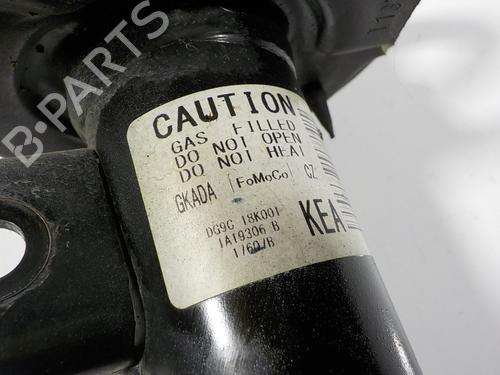 B-PARTS
CAUTION
GAS FILLED
DO NOT OPEN
DO NOT HEAT
GKADA [FoMoCo] CZ
DG9C 18K001
1A19306 B
KEA